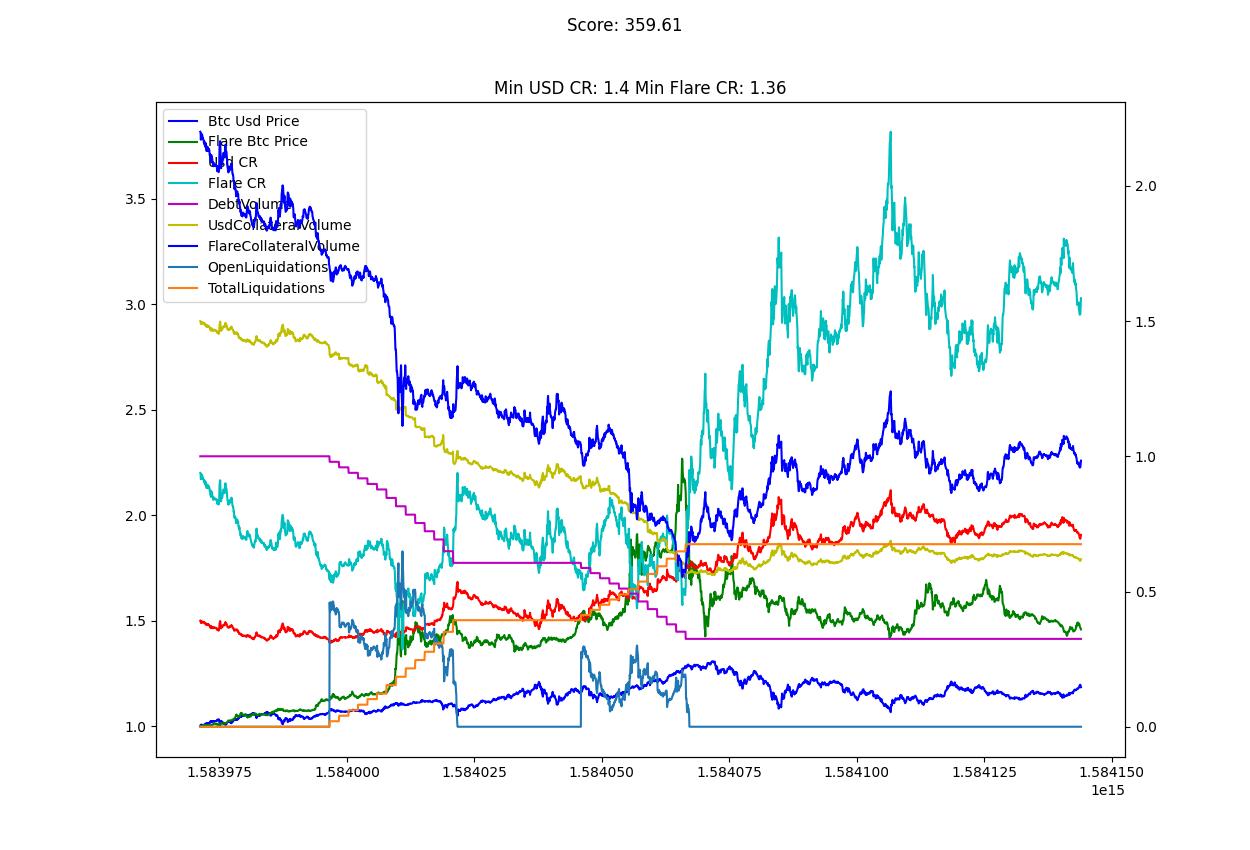 Score: 359.61
Min USD CR: 1.4 Min Flare CR: 1.36
Btc Usd Price
Flare Btc Price
Usd CR
Flare CR
DebtVolume
UsdCollateralVolume
FlareCollateralVolume
OpenLiquidations
TotalLiquidations
3.5
3.0
2.5
2.0
1.5
1.0
2.0
1.5
1.0
0.5
0.0
1.583975
1.584000
1.584025
1.584050
1.584075
1.584100
1.584125
1.584150
1e15